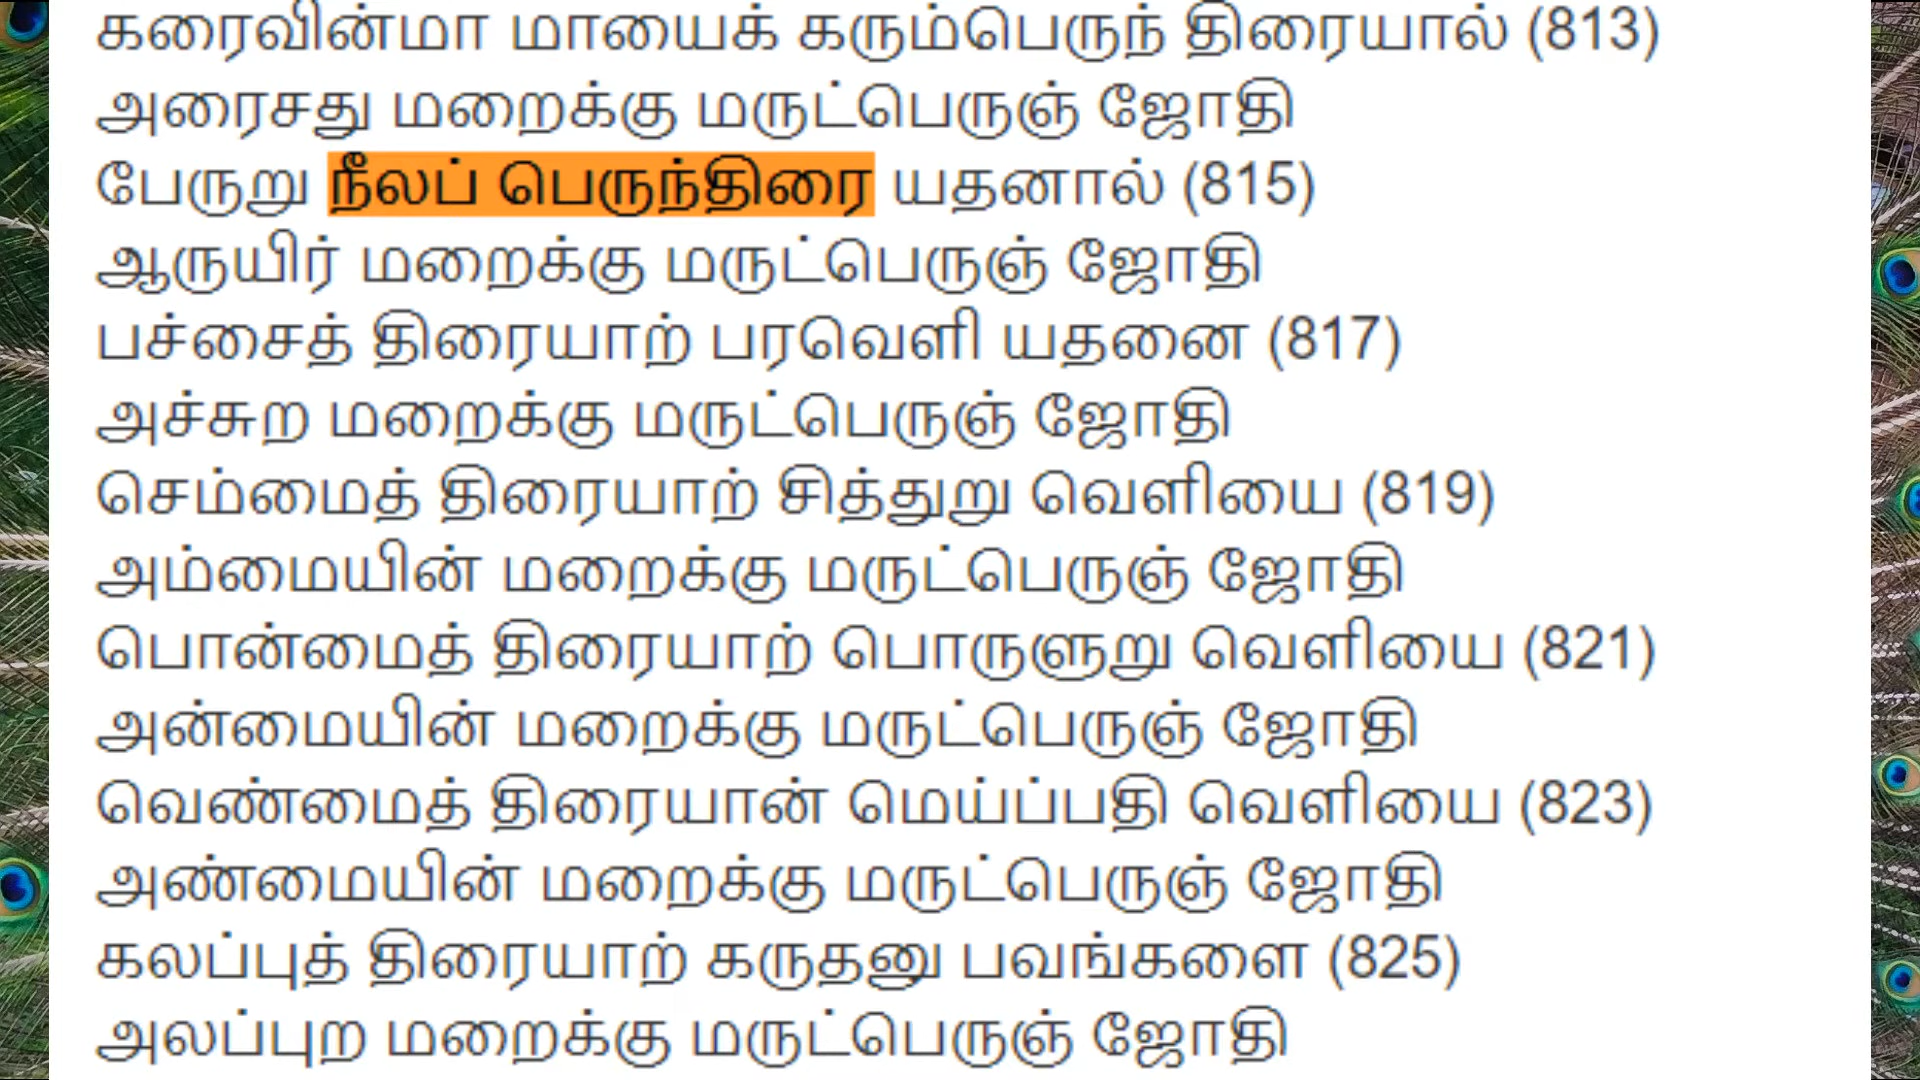 கரைவின்மா மாயைக் கரும்பெருந் திரையால் (813)
அரைசது மறைக்கு மருட்பெருஞ் ஜோதி
பேருறு நீலப் பெருந்திரை யதனால் (815)
ஆருயிர் மறைக்கு மருட்பெருஞ் ஜோதி
பச்சைத் திரையாற் பரவெளி யதனை (817)
அச்சுற மறைக்கு மருட்பெருஞ் ஜோதி
செம்மைத் திரையாற் சித்துறு வெளியை (819)
அம்மையின் மறைக்கு மருட்பெருஞ் ஜோதி
பொன்மைத் திரையாற் பொருளுறு வெளியை (821)
அன்மையின் மறைக்கு மருட்பெருஞ் ஜோதி
வெண்மைத் திரையான் மெய்ப்பதி வெளியை (823)
அண்மையின் மறைக்கு மருட்பெருஞ் ஜோதி
கலப்புத் திரையாற் கருதனு பவங்களை (825)
அலப்புற மறைக்கு மருட்பெருஞ் ஜோதி